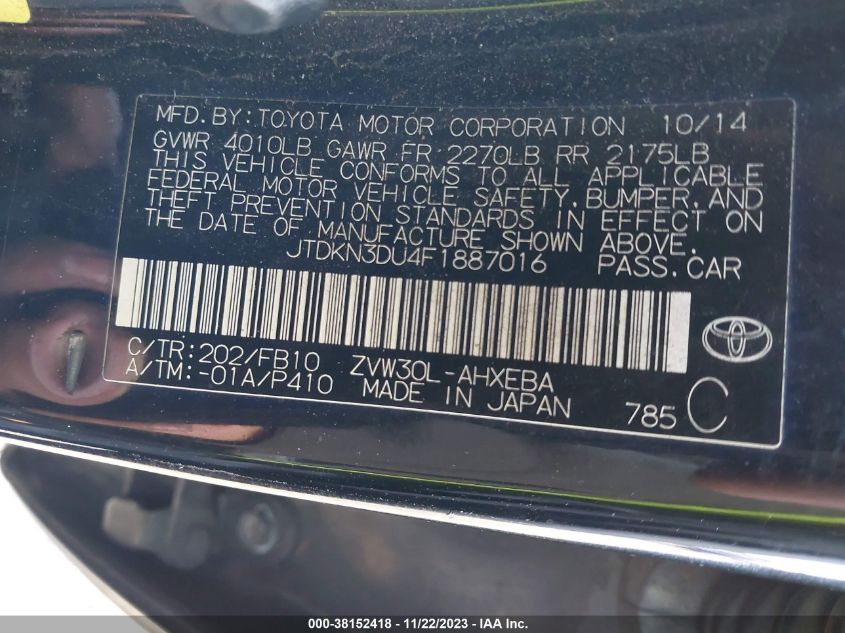 MFD.BY:TOYOTA MOTOR CORPORATION 10/14
GVWR 4010LB GAWR FR 2270LB RR 2175LB
THIS VEHICLE CONFORMS TO ALL APPLICABLE
FEDERAL MOTOR VEHICLE SAFETY,BUMPER,AND
THEFT PREVENTION STANDARDS IN EFFECT ON
THE DATE OF MANUFACTURE SHOWN ABOVE.
JTDKN3DU4F1887016 PASS.CAR
C/TR:202/FB10 ZVW30L-AHXEBA
A/TM:-01A/P410 MADE IN JAPAN 785 C
000-38152418 - 11/22/2023 - IAAI.com